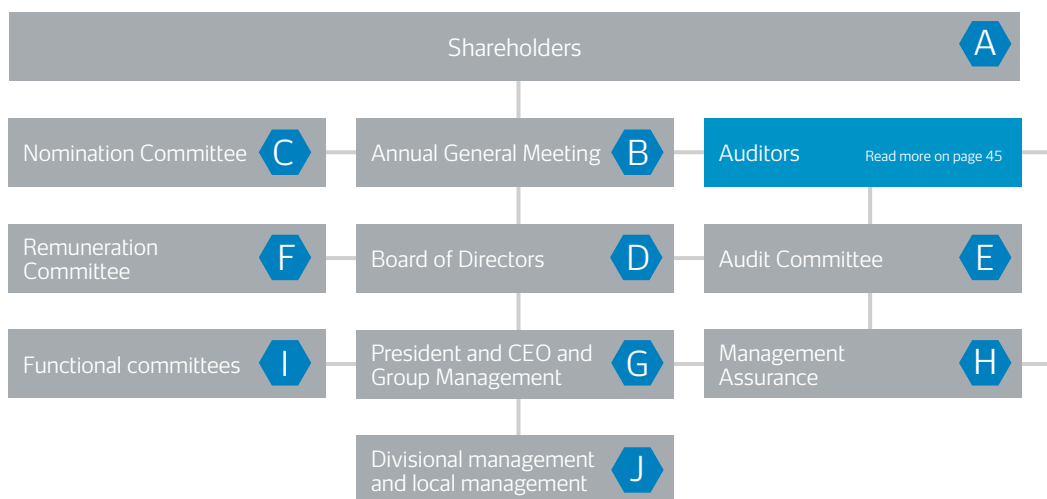 Shareholders
A
Nomination Committee
C
Annual General Meeting
B
Auditors
Read more on page 45
Remuneration
Committee
F
Board of Directors
D
Audit Committee
E
Functional committees
I
President and CEO and
Group Management
G
Management
Assurance
H
Divisional management
and local management
J